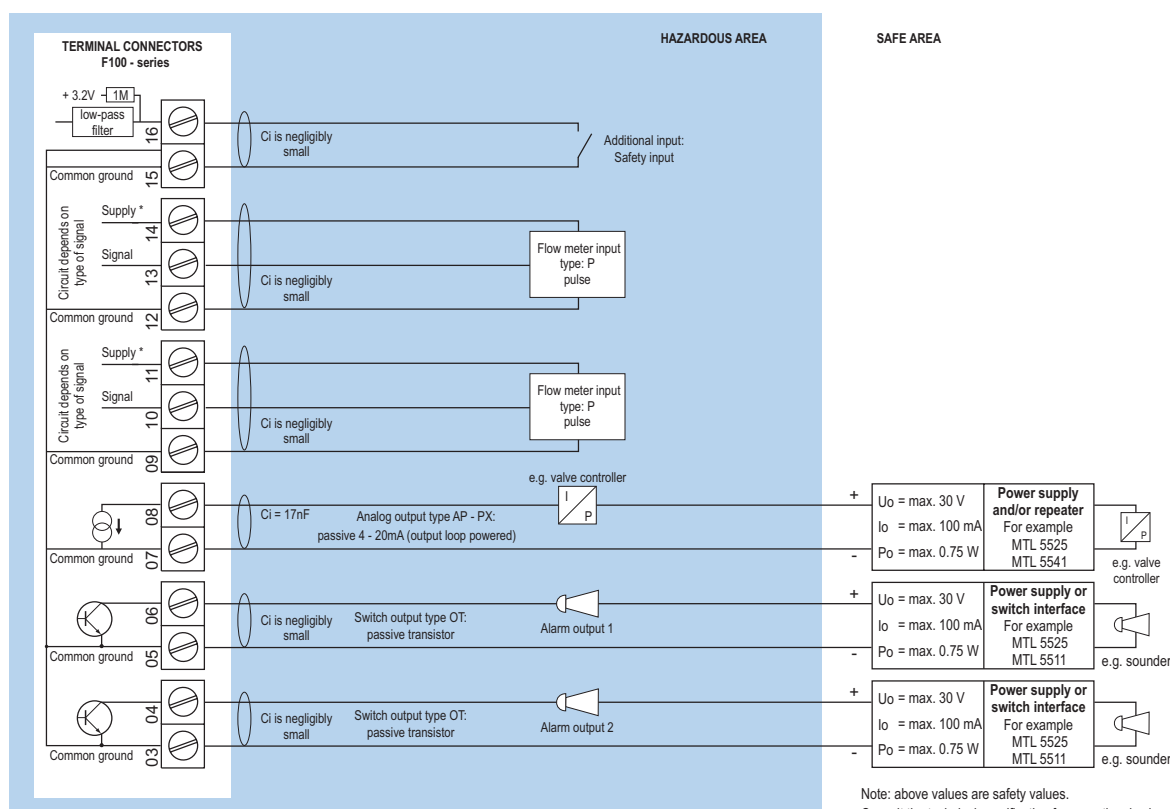 TERMINAL CONNECTORS
F100 - series
HAZARDOUS AREA
SAFE AREA
+ 3.2V
1M
low-pass
filter
16
Ci is negligibly
small
Additional input:
Safety input
Common ground
15
Circuit depends on
type of signal
Supply *
14
Signal
13
Flow meter input
type: P
pulse
Ci is negligibly
small
Common ground
12
Circuit depends on
type of signal
Supply *
11
Signal
10
Flow meter input
type: P
pulse
Ci is negligibly
small
Common ground
09
e.g. valve controller
I
P
08
Ci = 17nF
Analog output type AP - PX:
passive 4 - 20mA (output loop powered)
Common ground
07
+
-
Uo = max. 30 V
Io = max. 100 mA
Po = max. 0.75 W
Power supply
and/or repeater
For example
MTL 5525
MTL 5541
I
P
e.g. valve
controller
06
Ci is negligibly
small
Switch output type OT:
passive transistor
Alarm output 1
Common ground
05
+
-
Uo = max. 30 V
Io = max. 100 mA
Po = max. 0.75 W
Power supply or
switch interface
For example
MTL 5525
MTL 5511
e.g. sounder
04
Ci is negligibly
small
Switch output type OT:
passive transistor
Alarm output 2
Common ground
03
+
-
Uo = max. 30 V
Io = max. 100 mA
Po = max. 0.75 W
Power supply or
switch interface
For example
MTL 5525
MTL 5511
e.g. sounder
Note: above values are safety values.